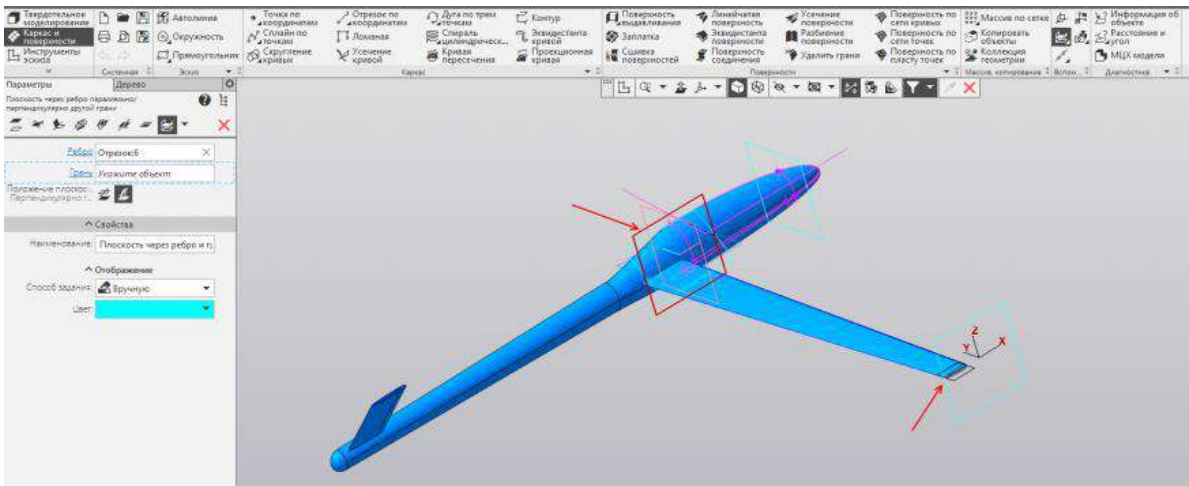 Твердотельное моделирование
Каркас и поверхности
Инструменты эскиза
Системная
Автолиния
Окружность
Прямоугольник
Эскиз
Точка по координатам
Сплайн по точкам
Скругление кривых
Отрезок по координатам
Ломаная
Усечение кривой
Дуга по трем точкам
Спираль цилиндрическ...
Кривая пересечения
Контур
Эквидистанта кривой
Проекционная кривая
Каркас
Поверхность выдавливания
Заплатка
Сшивка поверхностей
Линейчатая поверхность
Эквидистанта поверхности
Поверхность соединения
Усечение поверхности
Разбиение поверхности
Удалить грани
Поверхность по сети кривых
Поверхность по сети точек
Поверхность по пласту точек
Поверхности
Массив по сетке
Копировать объекты
Коллекция геометрии
Массив, копирование
Вспом...
Информация об объекте
Расстояние и угол
МЦХ модели
Диагностика
Параметры
Дерево
Плоскость через ребро параллельно/
перпендикулярно другой грани
Ребро: Отрезок:6
Грань: Укажите объект
Положение плоскос...
Перпендикулярно г...
Свойства
Наименование: Плоскость через ребро и г
Отображение
Способ задания: Вручную
Цвет:
Z
Y
X